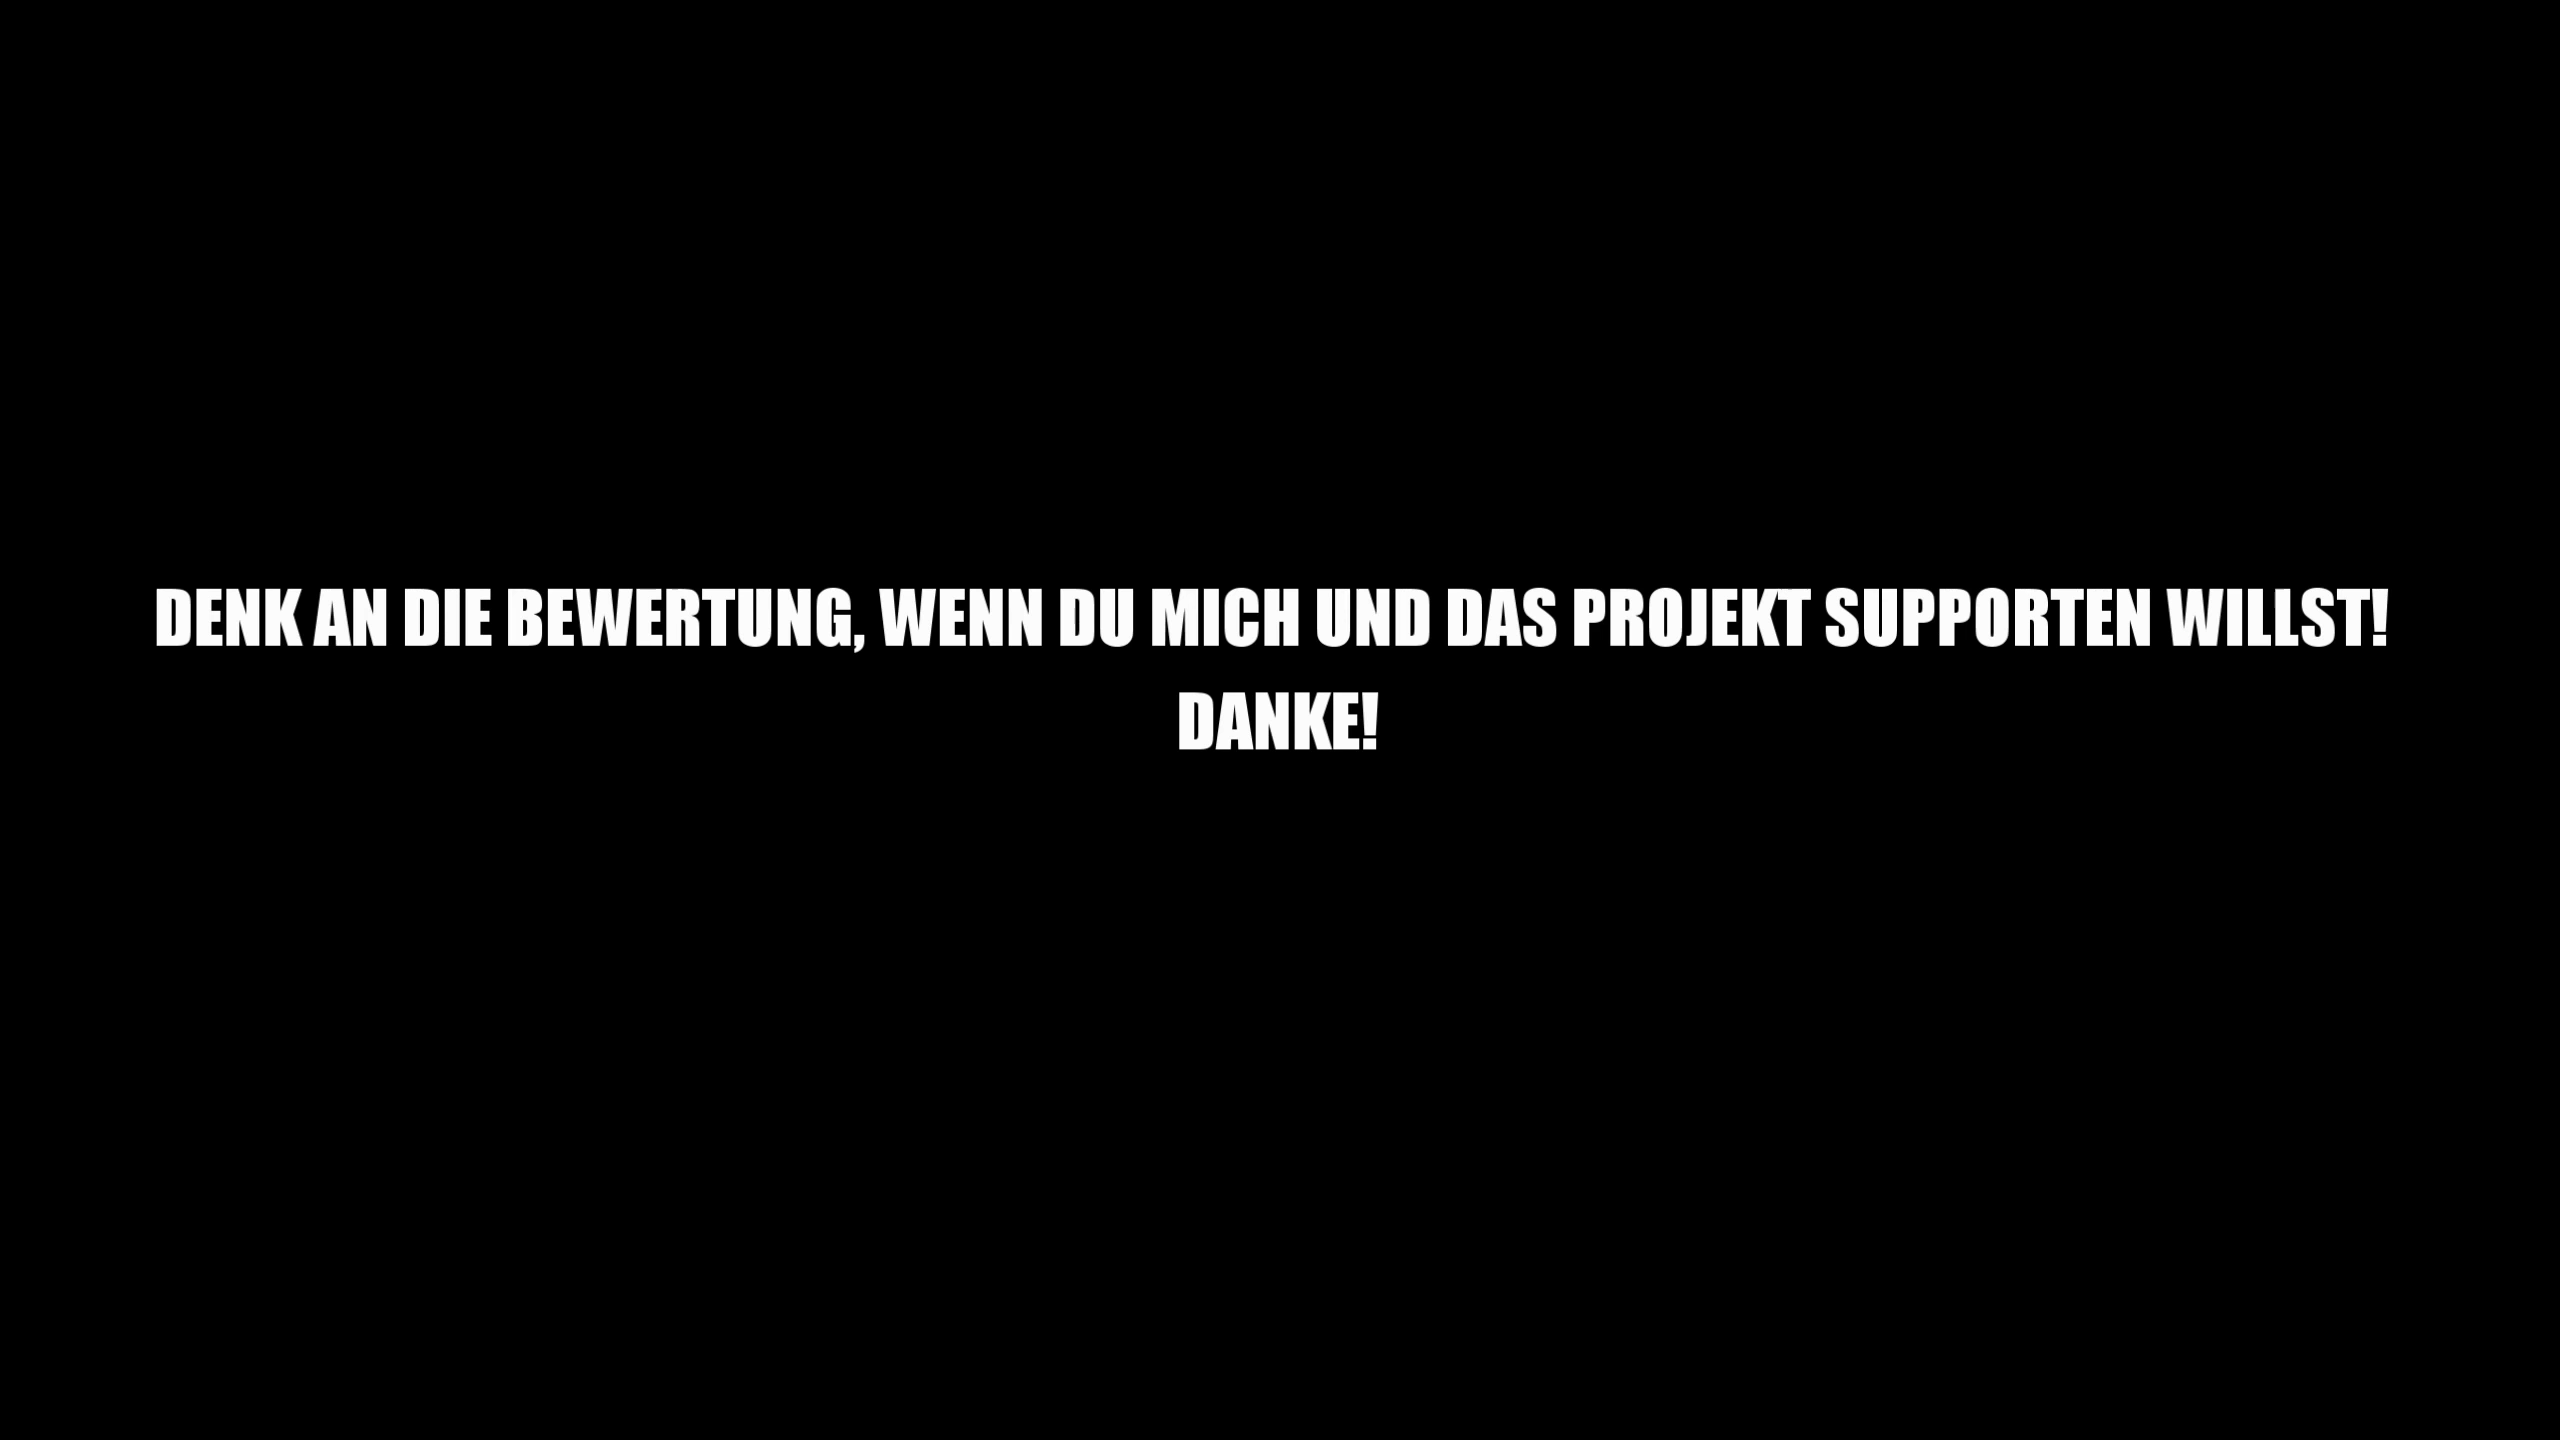 DENK AN DIE BEWERTUNG, WENN DU MICH UND DAS PROJEKT SUPPORTEN WILLST!
DANKE!